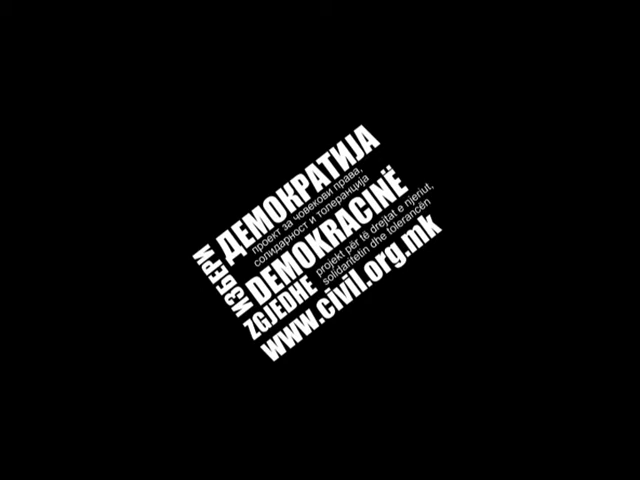 ИЗБЕРИ
ДЕМОКРАТИЈА
проект за човекови права,
солидарност и толеранција
DEMOKRACINË
ZGJEDHE
projekt për të drejtat e njeriut,
solidaritetin dhe tolerancën
www.civil.org.mk